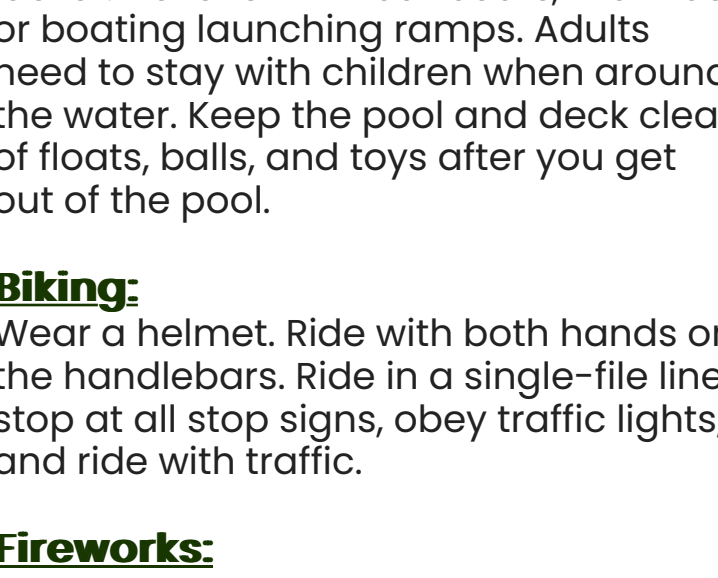 or boating launching ramps. Adults
need to stay with children when around
the water. Keep the pool and deck clea
of floats, balls, and toys after you get
out of the pool.
Biking:
Wear a helmet. Ride with both hands on
the handlebars. Ride in a single-file line
stop at all stop signs, obey traffic lights,
and ride with traffic.
Fireworks: